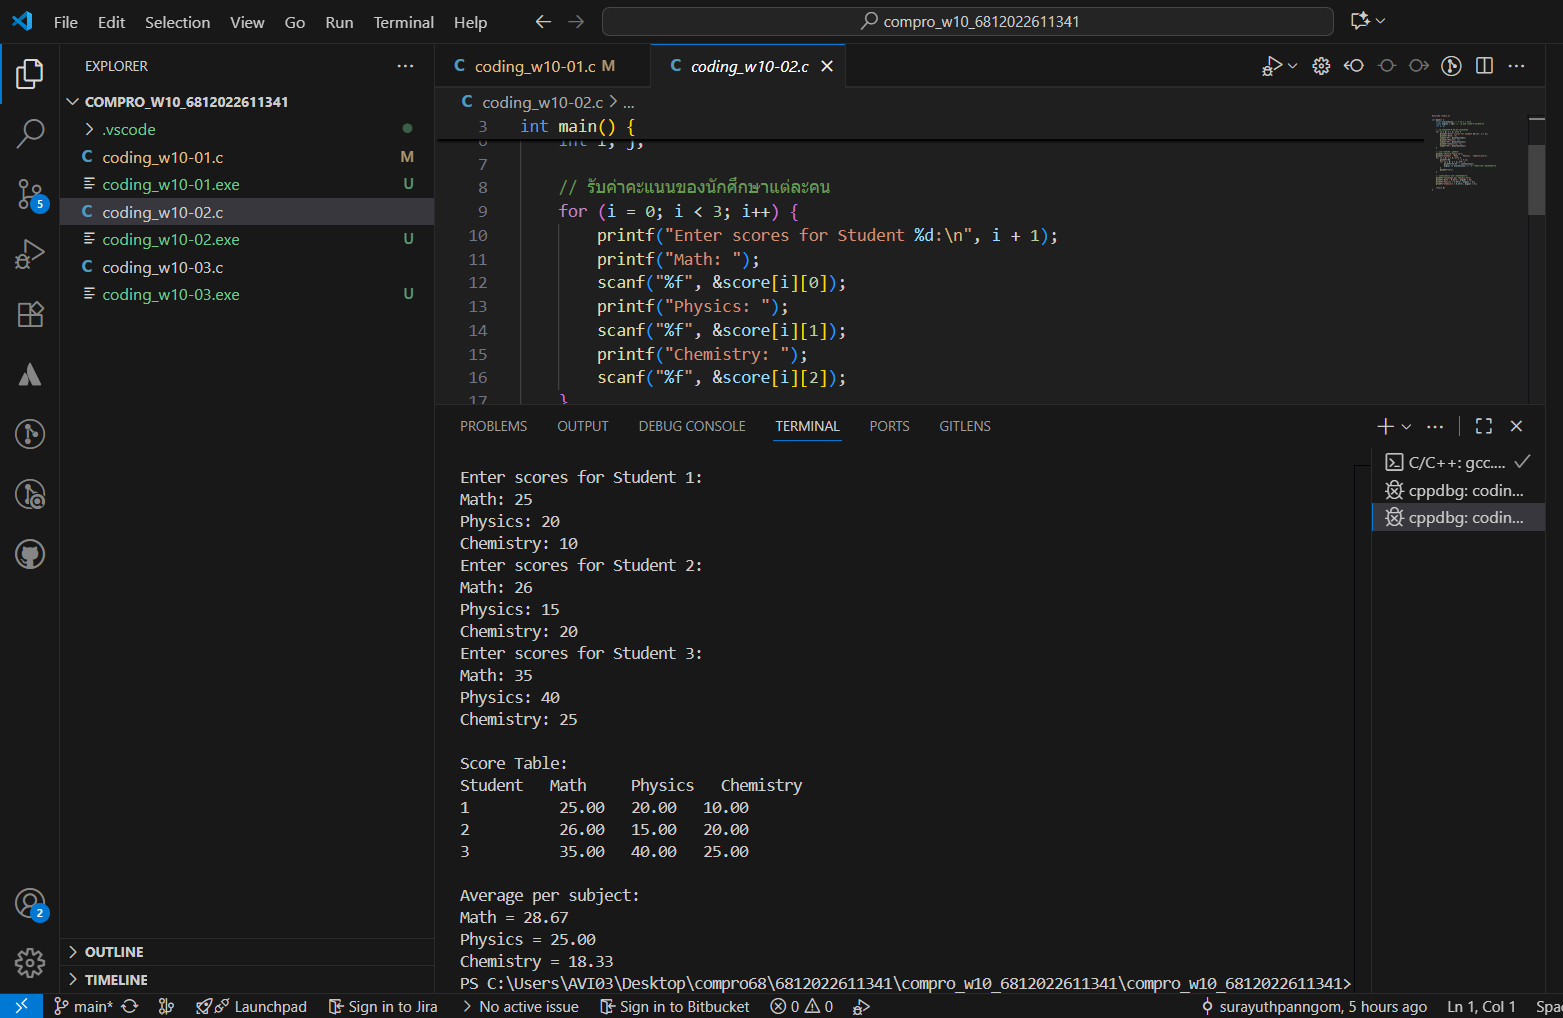 File Edit Selection View Go Run Terminal Help
compro_w10_6812022611341
EXPLORER
COMPRO_W10_6812022611341
.vscode
coding_w10-01.c M
coding_w10-01.exe U
coding_w10-02.c
coding_w10-02.exe U
coding_w10-03.c
coding_w10-03.exe U
5
2
OUTLINE
TIMELINE
coding_w10-01.c M
coding_w10-02.c
coding_w10-02.c > ...
3 int main() {
6 int i, j;
7
8 // รับค่าคะแนนของนักศึกษาแต่ละคน
9 for (i = 0; i < 3; i++) {
10 printf("Enter scores for Student %d:\n", i + 1);
11 printf("Math: ");
12 scanf("%f", &score[i][0]);
13 printf("Physics: ");
14 scanf("%f", &score[i][1]);
15 printf("Chemistry: ");
16 scanf("%f", &score[i][2]);
17 }
PROBLEMS OUTPUT DEBUG CONSOLE TERMINAL PORTS GITLENS
C/C++: gcc....
cppdbg: codin...
cppdbg: codin...
Enter scores for Student 1:
Math: 25
Physics: 20
Chemistry: 10
Enter scores for Student 2:
Math: 26
Physics: 15
Chemistry: 20
Enter scores for Student 3:
Math: 35
Physics: 40
Chemistry: 25
Score Table:
Student Math Physics Chemistry
1 25.00 20.00 10.00
2 26.00 15.00 20.00
3 35.00 40.00 25.00
Average per subject:
Math = 28.67
Physics = 25.00
Chemistry = 18.33
PS C:\Users\AVI03\Desktop\compro68\6812022611341\compro_w10_6812022611341\compro_w10_6812022611341>
main* Launchpad Sign in to Jira No active issue Sign in to Bitbucket 0 0 surayuthpanngom, 5 hours ago Ln 1, Col 1 Spa